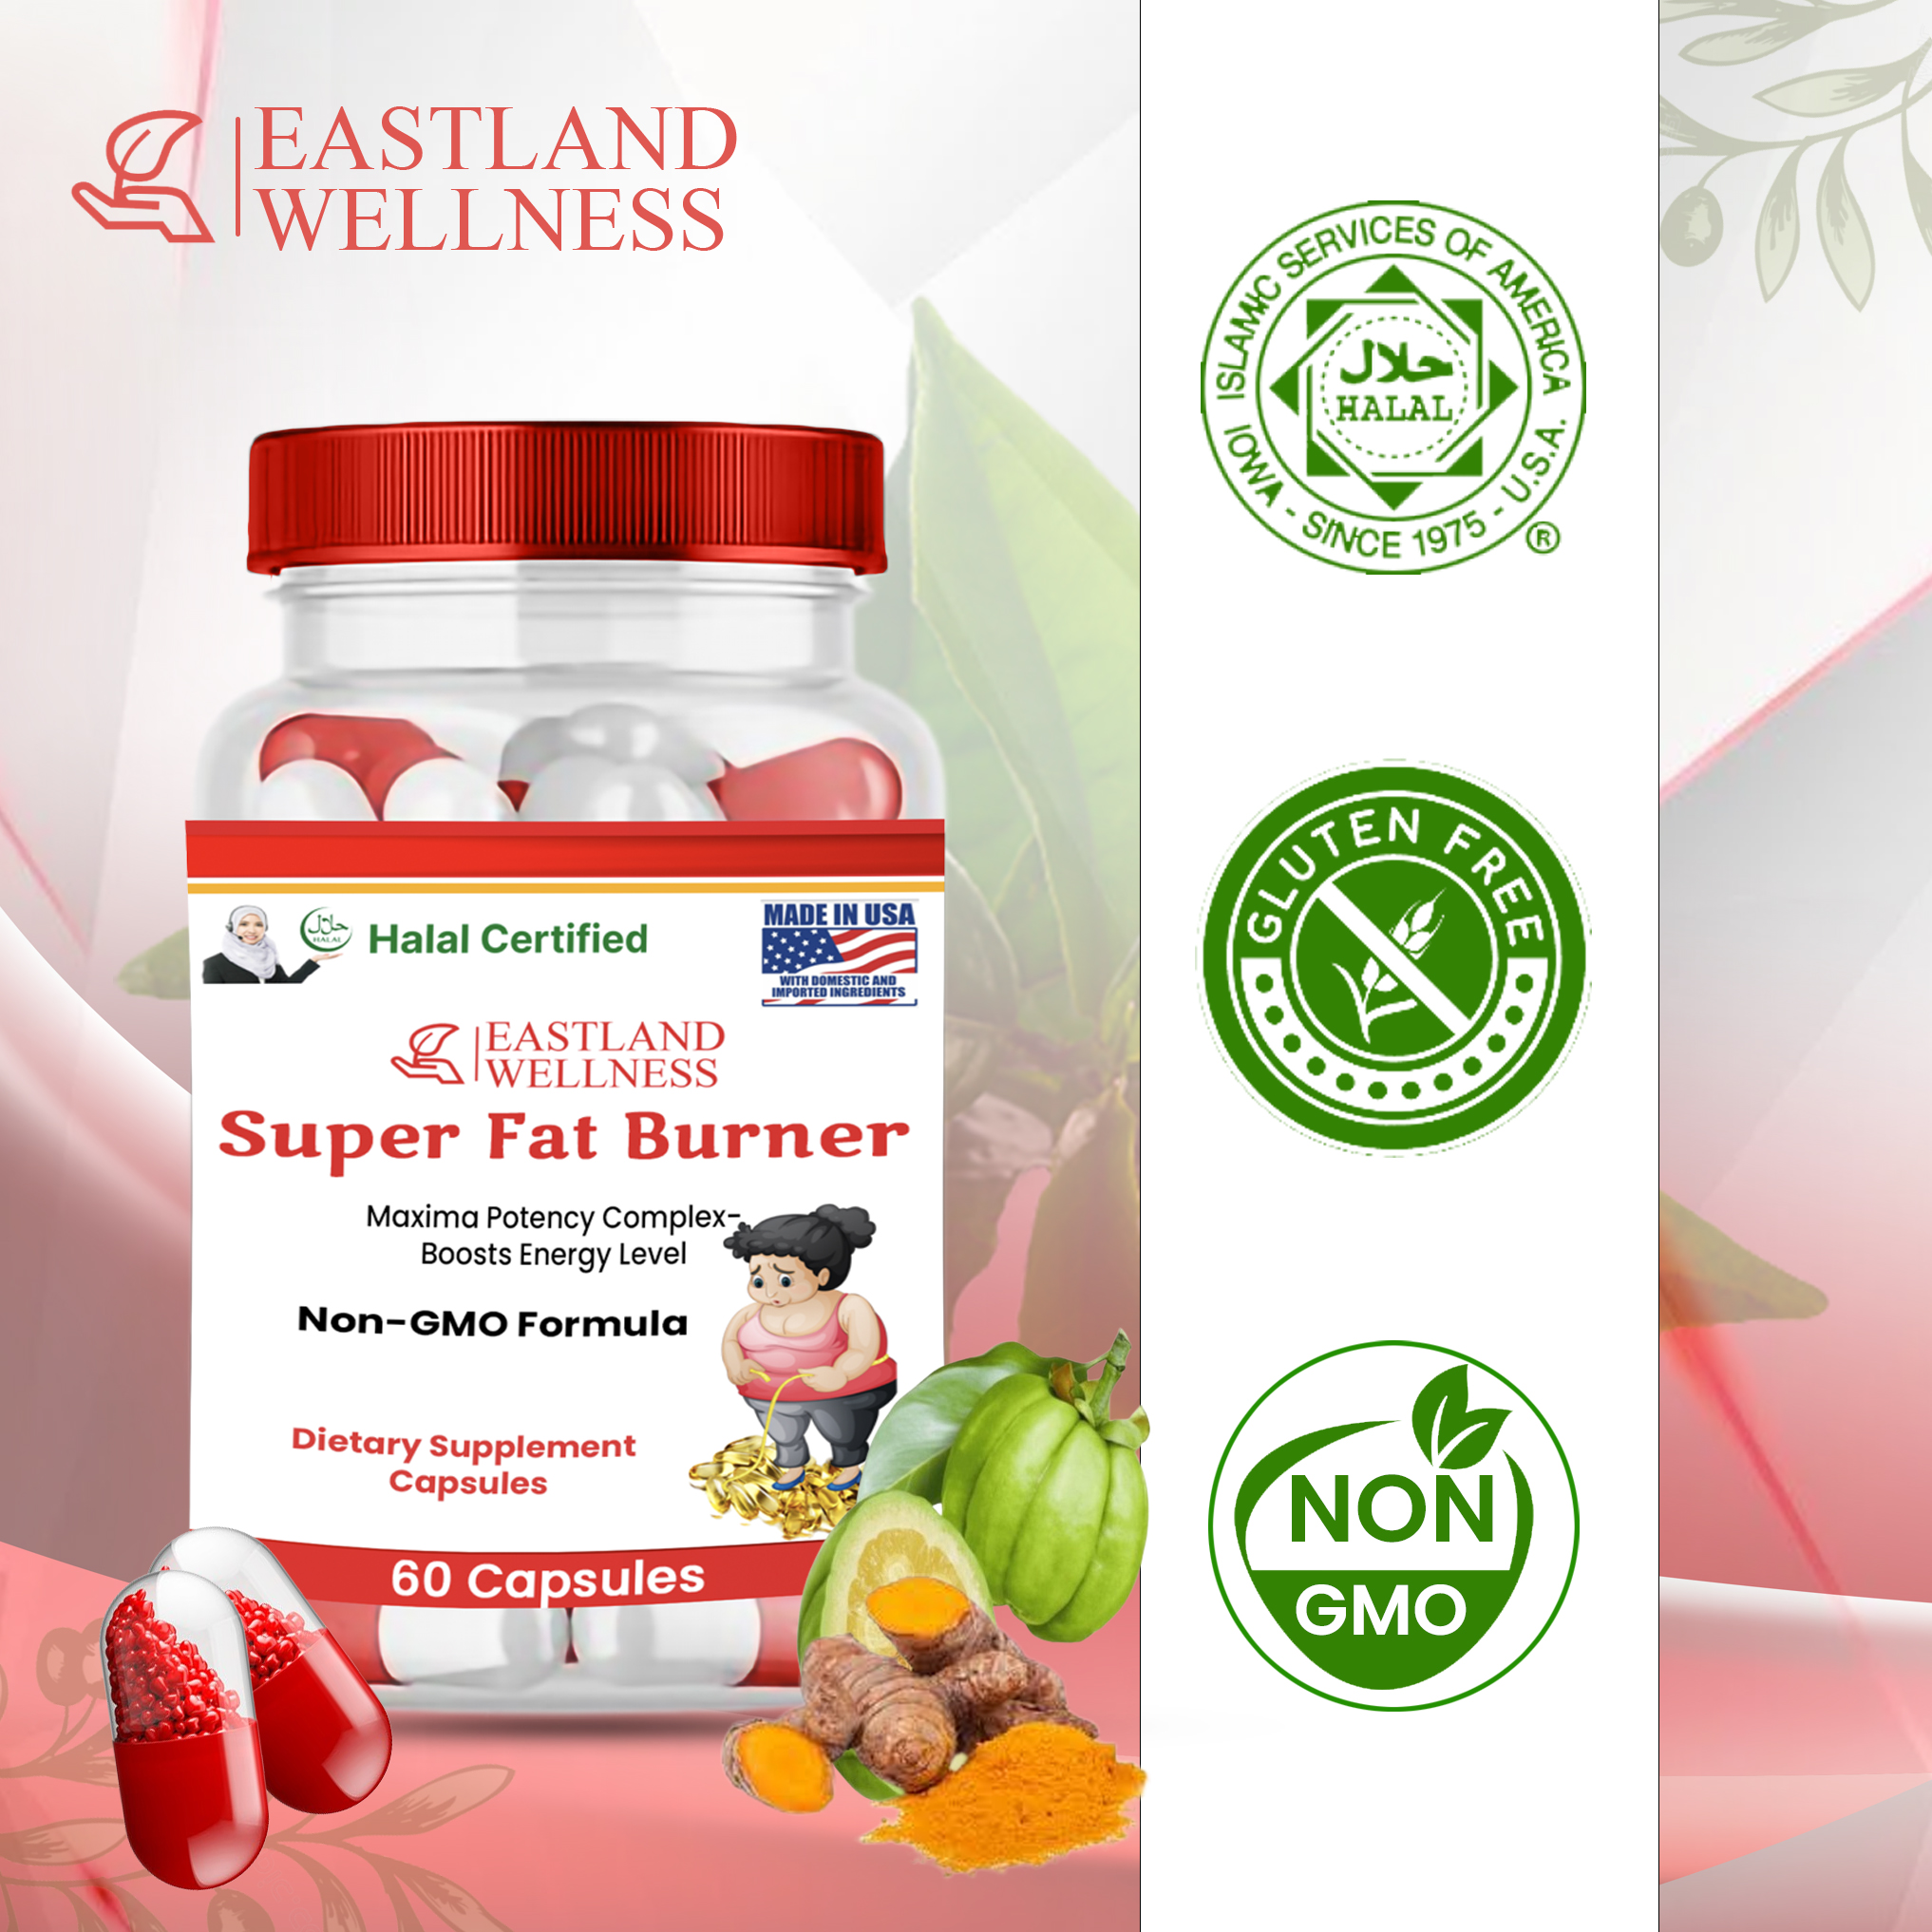 EASTLAND
WELLNESS
حلال
HALAL
Halal Certified
MADE IN USA
WITH DOMESTIC AND
IMPORTED INGREDIENTS
EASTLAND
WELLNESS
Super Fat Burner
Maxima Potency Complex-
Boosts Energy Level
Non-GMO Formula
Dietary Supplement
Capsules
60 Capsules
ISLAMIC SERVICES OF AMERICA
حلال
HALAL
IOWA - SINCE 1975 - U.S.A.
®
GLUTEN FREE
NON
GMO